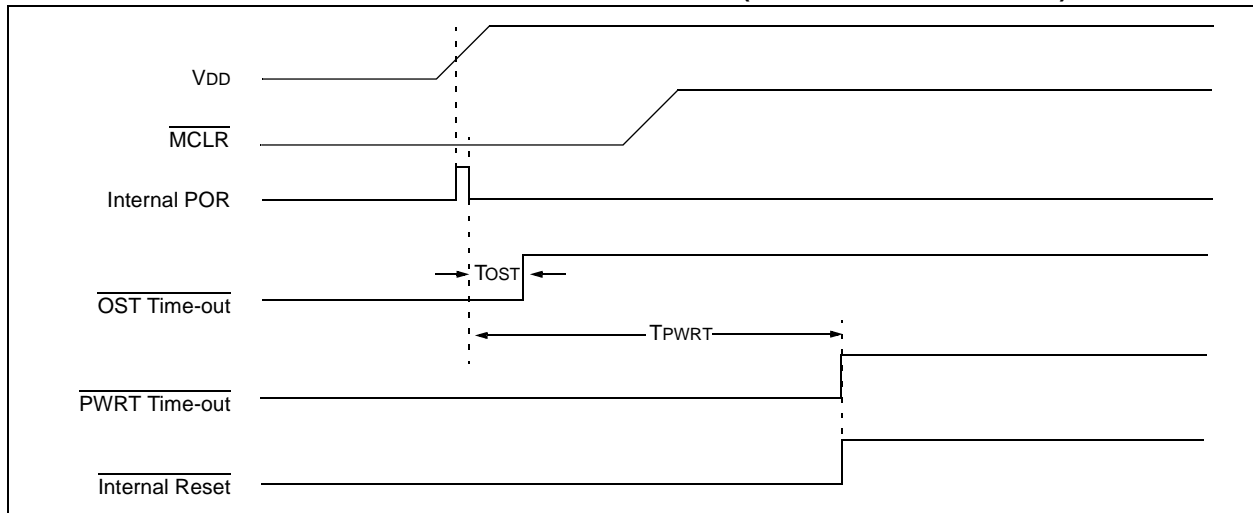 VDD
MCLR
Internal POR
TOST
OST Time-out
TPWRT
PWRT Time-out
Internal Reset